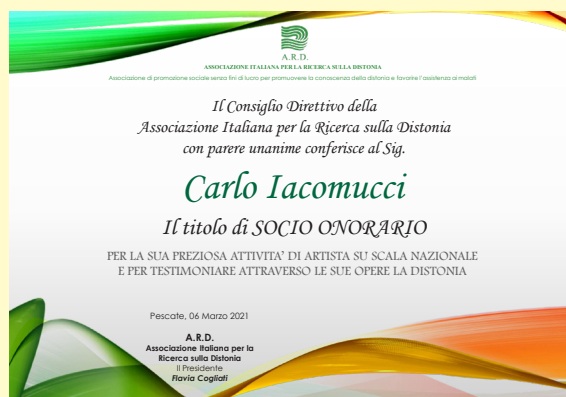 A.R.D.
ASSOCIAZIONE ITALIANA PER LA RICERCA SULLA DISTONIA
Associazione di promozione sociale senza fini di lucro per promuovere la conoscenza della distonia e favorire l'assistenza ai malati
Il Consiglio Direttivo della
Associazione Italiana per la Ricerca sulla Distonia
con parere unanime conferisce al Sig.
Carlo Iacomucci
Il titolo di SOCIO ONORARIO
PER LA SUA PREZIOSA ATTIVITA' DI ARTISTA SU SCALA NAZIONALE
E PER TESTIMONIARE ATTRAVERSO LE SUE OPERE LA DISTONIA
Pescate, 06 Marzo 2021
A.R.D.
Associazione Italiana per la
Ricerca sulla Distonia
Il Presidente
Flavia Cogliati